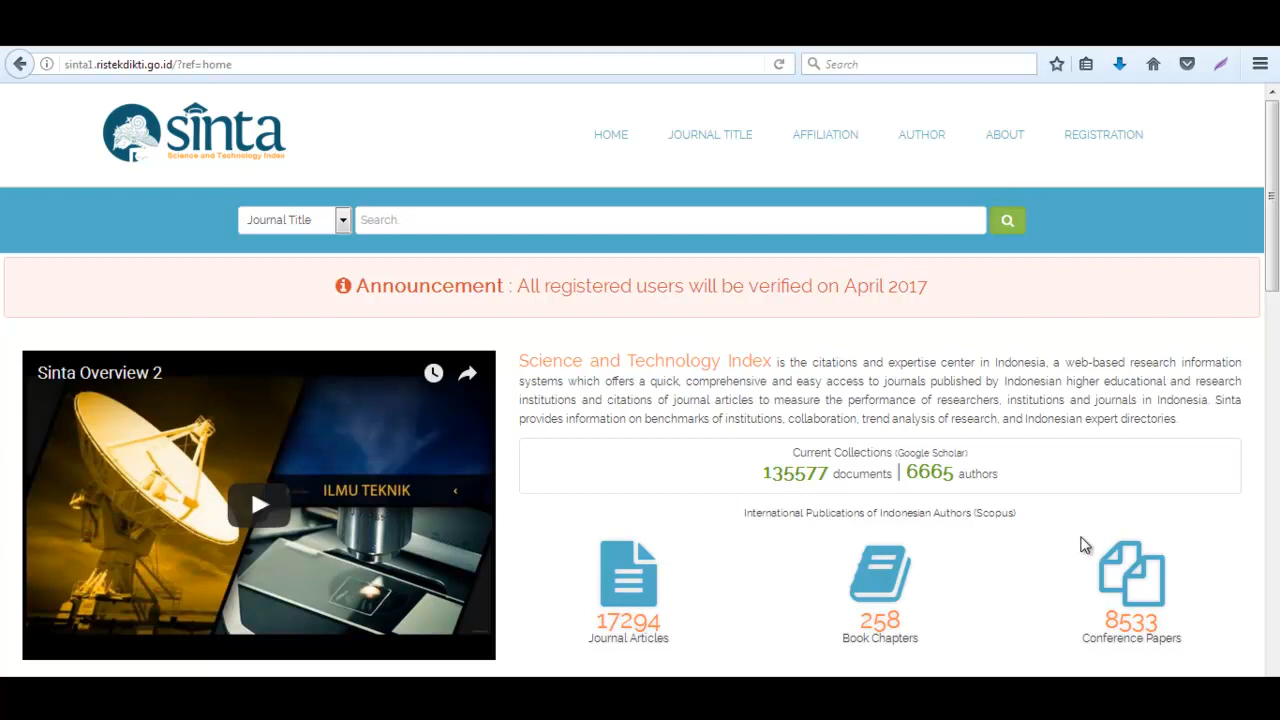 sinta1.ristekdikti.go.id/?ref=home
Search
sinta
Science and Technology Index
HOME
JOURNAL TITLE
AFFILIATION
AUTHOR
ABOUT
REGISTRATION
Journal Title
Search.
Announcement : All registered users will be verified on April 2017
Sinta Overview 2
ILMU TEKNIK
Science and Technology Index is the citations and expertise center in Indonesia, a web-based research information
systems which offers a quick, comprehensive and easy access to journals published by Indonesian higher educational and research
institutions and citations of journal articles to measure the performance of researchers, institutions and journals in Indonesia. Sinta
provides information on benchmarks of institutions, collaboration, trend analysis of research, and Indonesian expert directories.
Current Collections (Google Scholar)
135577 documents | 6665 authors
International Publications of Indonesian Authors (Scopus)
17294
Journal Articles
258
Book Chapters
8533
Conference Papers